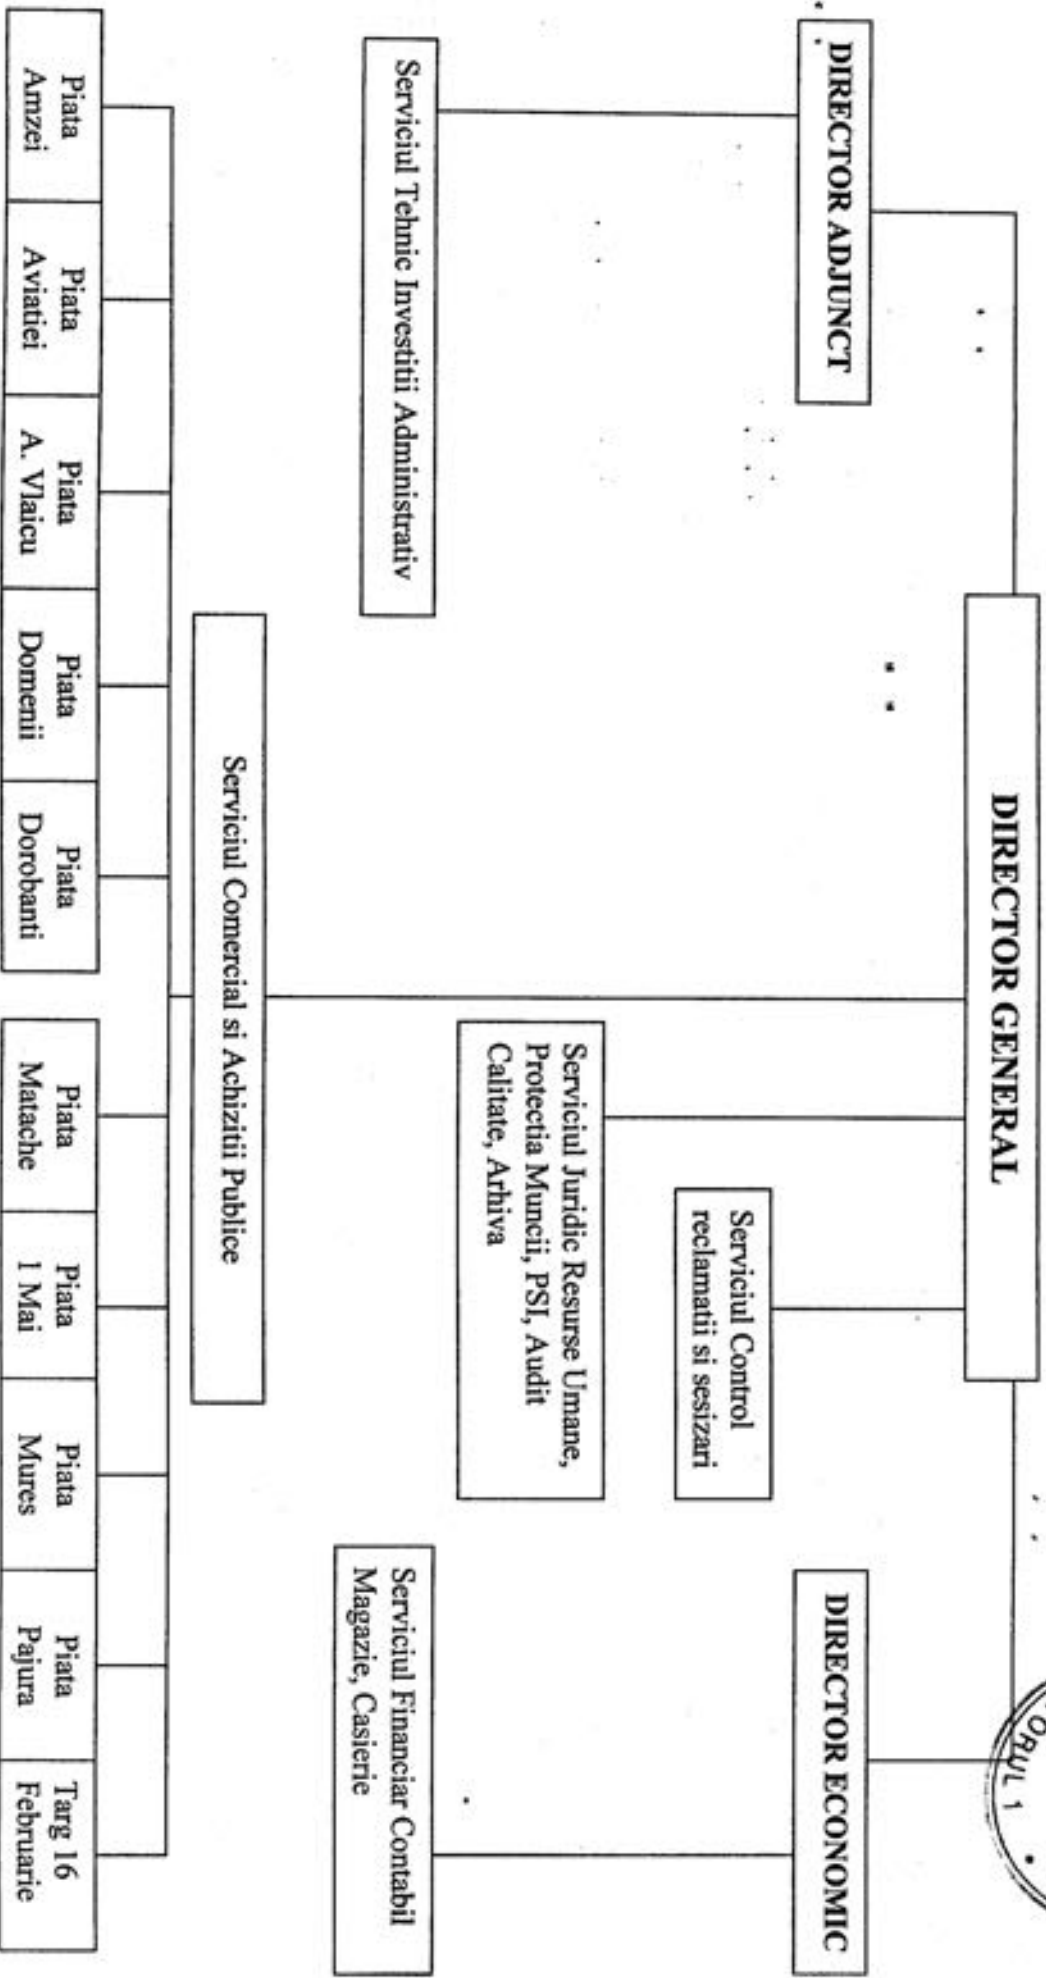 DIRECTOR GENERAL
ORUL 1
DIRECTOR ADJUNCT
DIRECTOR ECONOMIC
Serviciul Control
reclamatii si sesizari
Serviciul Juridic Resurse Umane,
Protectia Muncii, PSI, Audit
Calitate, Arhiva
Serviciul Tehnic Investitii Administrativ
Serviciul Financiar Contabil
Magazie, Casierie
Serviciul Comercial si Achizitii Publice
Piata
Amzei
Piata
Aviatiei
Piata
A. Vlaicu
Piata
Domenii
Piata
Dorobanti
Piata
Matache
Piata
1 Mai
Piata
Mures
Piata
Pajura
Targ 16
Februarie